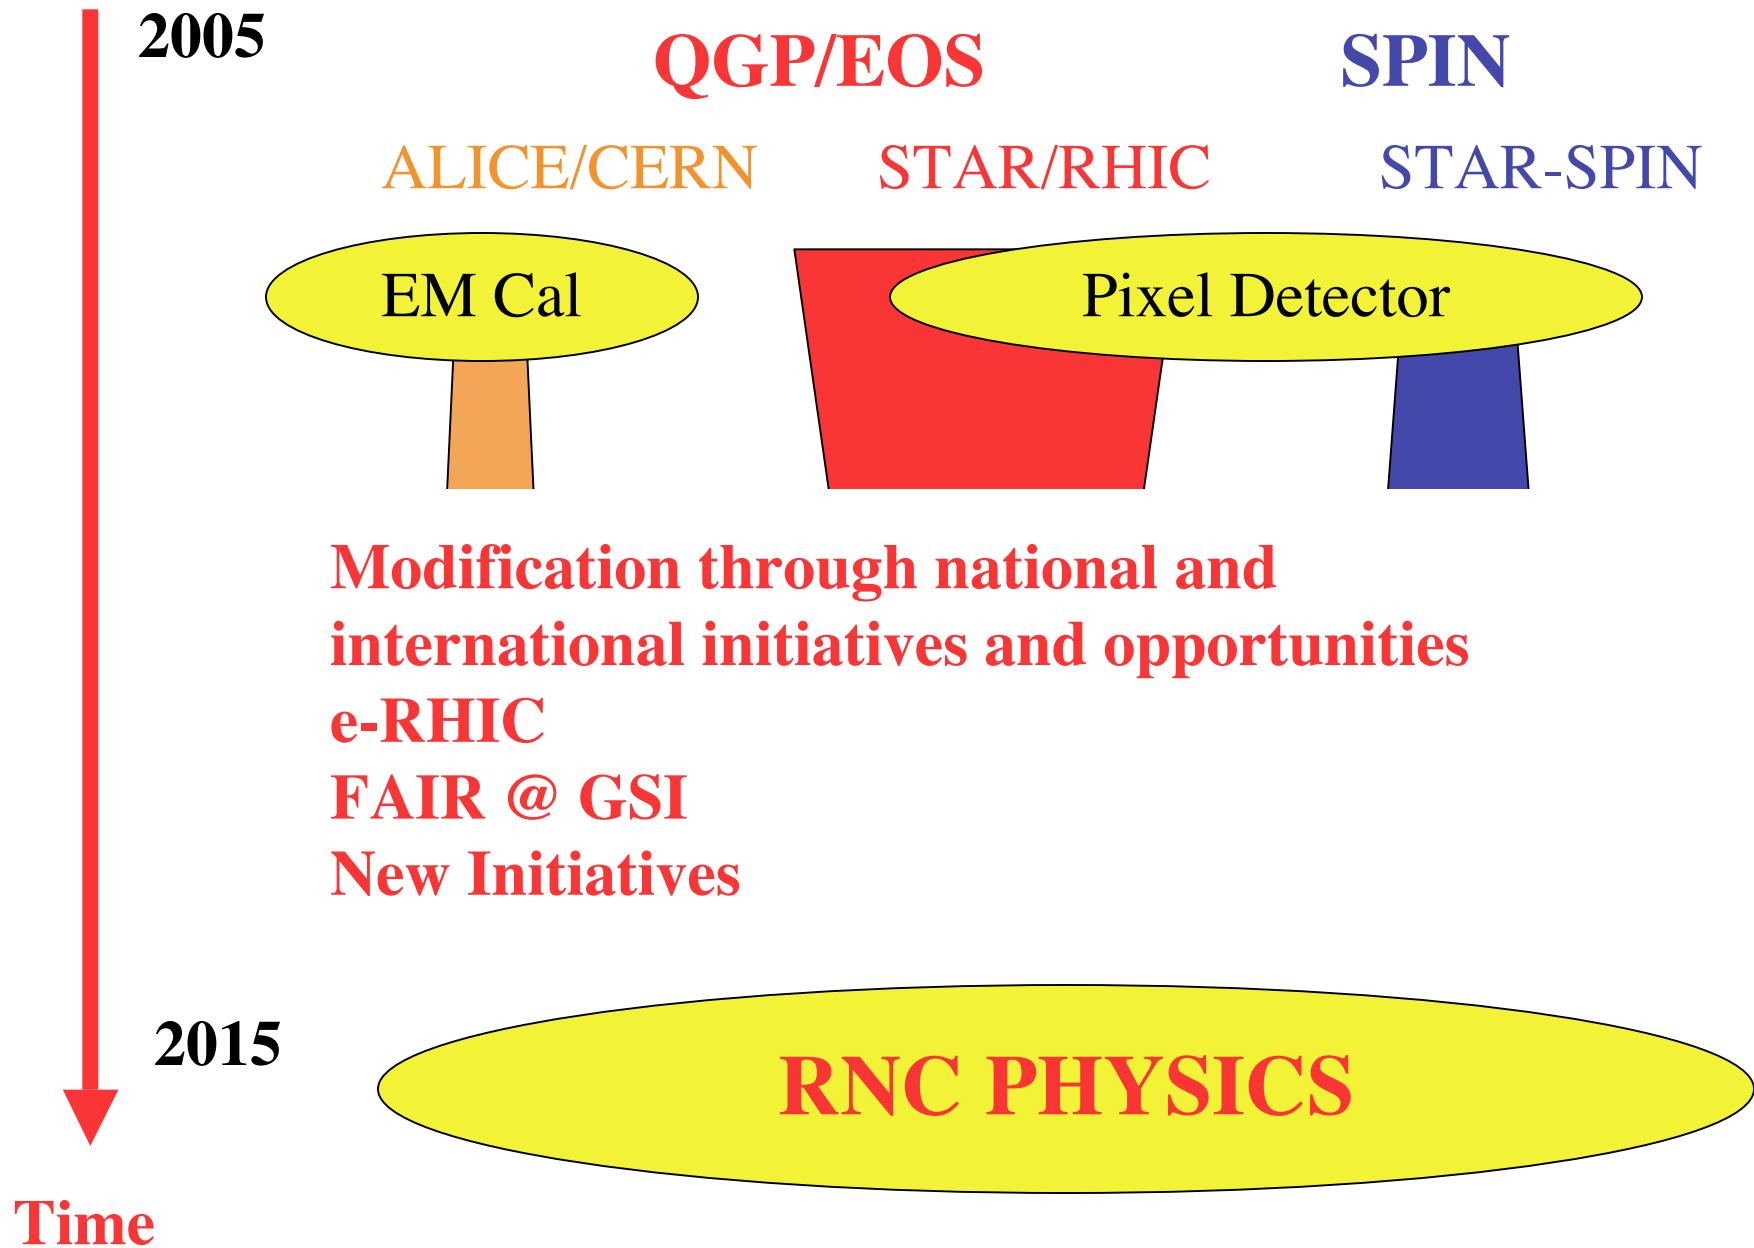 2005
QGP/EOS
SPIN
ALICE/CERN
STAR/RHIC
STAR-SPIN
EM Cal
Pixel Detector
Modification through national and
international initiatives and opportunities
e-RHIC
FAIR @ GSI
New Initiatives
2015
RNC PHYSICS
Time